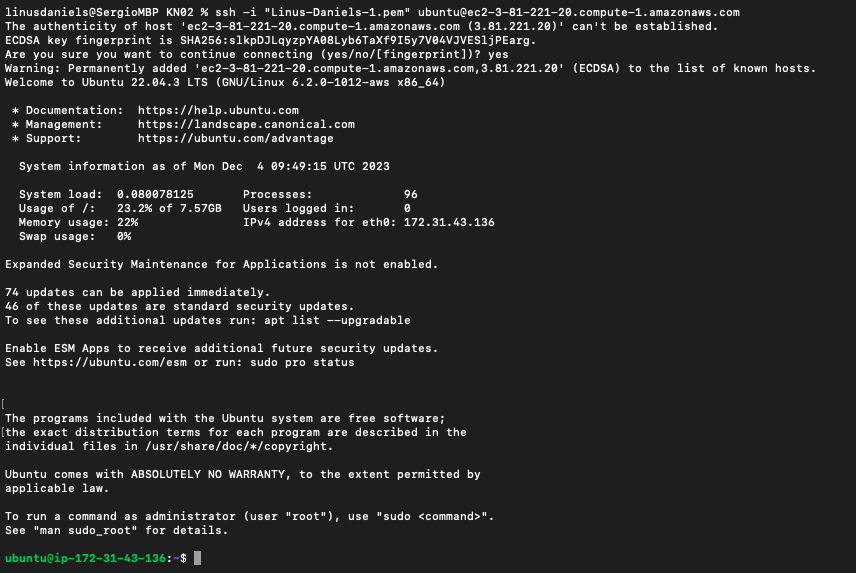 linusdaniels@SergioMBP KN02 % ssh -i "Linus-Daniels-1.pem" ubuntu@ec2-3-81-221-20.compute-1.amazonaws.com
The authenticity of host 'ec2-3-81-221-20.compute-1.amazonaws.com (3.81.221.20)' can't be established.
ECDSA key fingerprint is SHA256:slkpDJLqyzpYA08Lyb6TaXf9I5y7V04VJVESljPEarg.
Are you sure you want to continue connecting (yes/no/[fingerprint])? yes
Warning: Permanently added 'ec2-3-81-221-20.compute-1.amazonaws.com,3.81.221.20' (ECDSA) to the list of known hosts.
Welcome to Ubuntu 22.04.3 LTS (GNU/Linux 6.2.0-1012-aws x86_64)

 * Documentation:  https://help.ubuntu.com
 * Management:     https://landscape.canonical.com
 * Support:        https://ubuntu.com/advantage

  System information as of Mon Dec  4 09:49:15 UTC 2023

  System load:  0.080078125       Processes:             96
  Usage of /:   23.2% of 7.57GB   Users logged in:       0
  Memory usage: 22%               IPv4 address for eth0: 172.31.43.136
  Swap usage:   0%

Expanded Security Maintenance for Applications is not enabled.

74 updates can be applied immediately.
46 of these updates are standard security updates.
To see these additional updates run: apt list --upgradable

Enable ESM Apps to receive additional future security updates.
See https://ubuntu.com/esm or run: sudo pro status

[
The programs included with the Ubuntu system are free software;
[the exact distribution terms for each program are described in the
individual files in /usr/share/doc/*/copyright.

Ubuntu comes with ABSOLUTELY NO WARRANTY, to the extent permitted by
applicable law.

To run a command as administrator (user "root"), use "sudo <command>".
See "man sudo_root" for details.

ubuntu@ip-172-31-43-136:~$